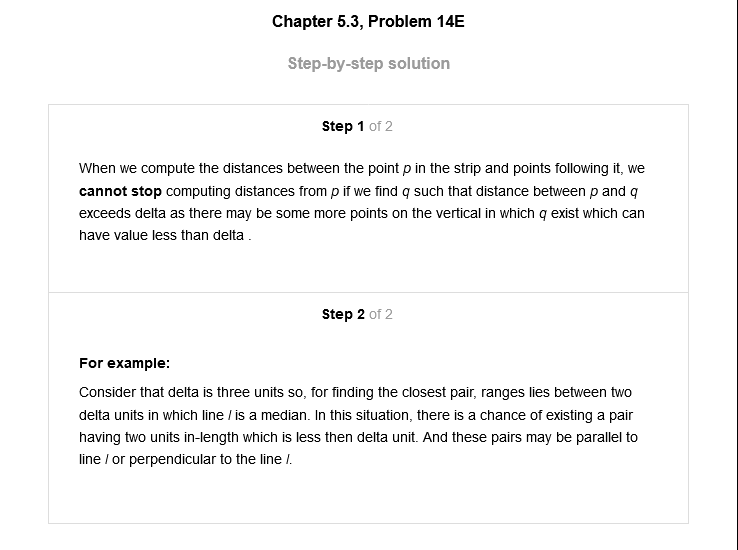 Chapter 5.3, Problem 14E
Step-by-step solution
Step 1 of 2
When we compute the distances between the point p in the strip and points following it, we
cannot stop computing distances from p if we find q such that distance between p and q
exceeds delta as there may be some more points on the vertical in which q exist which can
have value less than delta .
Step 2 of 2
For example:
Consider that delta is three units so, for finding the closest pair, ranges lies between two
delta units in which line l is a median. In this situation, there is a chance of existing a pair
having two units in-length which is less then delta unit. And these pairs may be parallel to
line l or perpendicular to the line l.